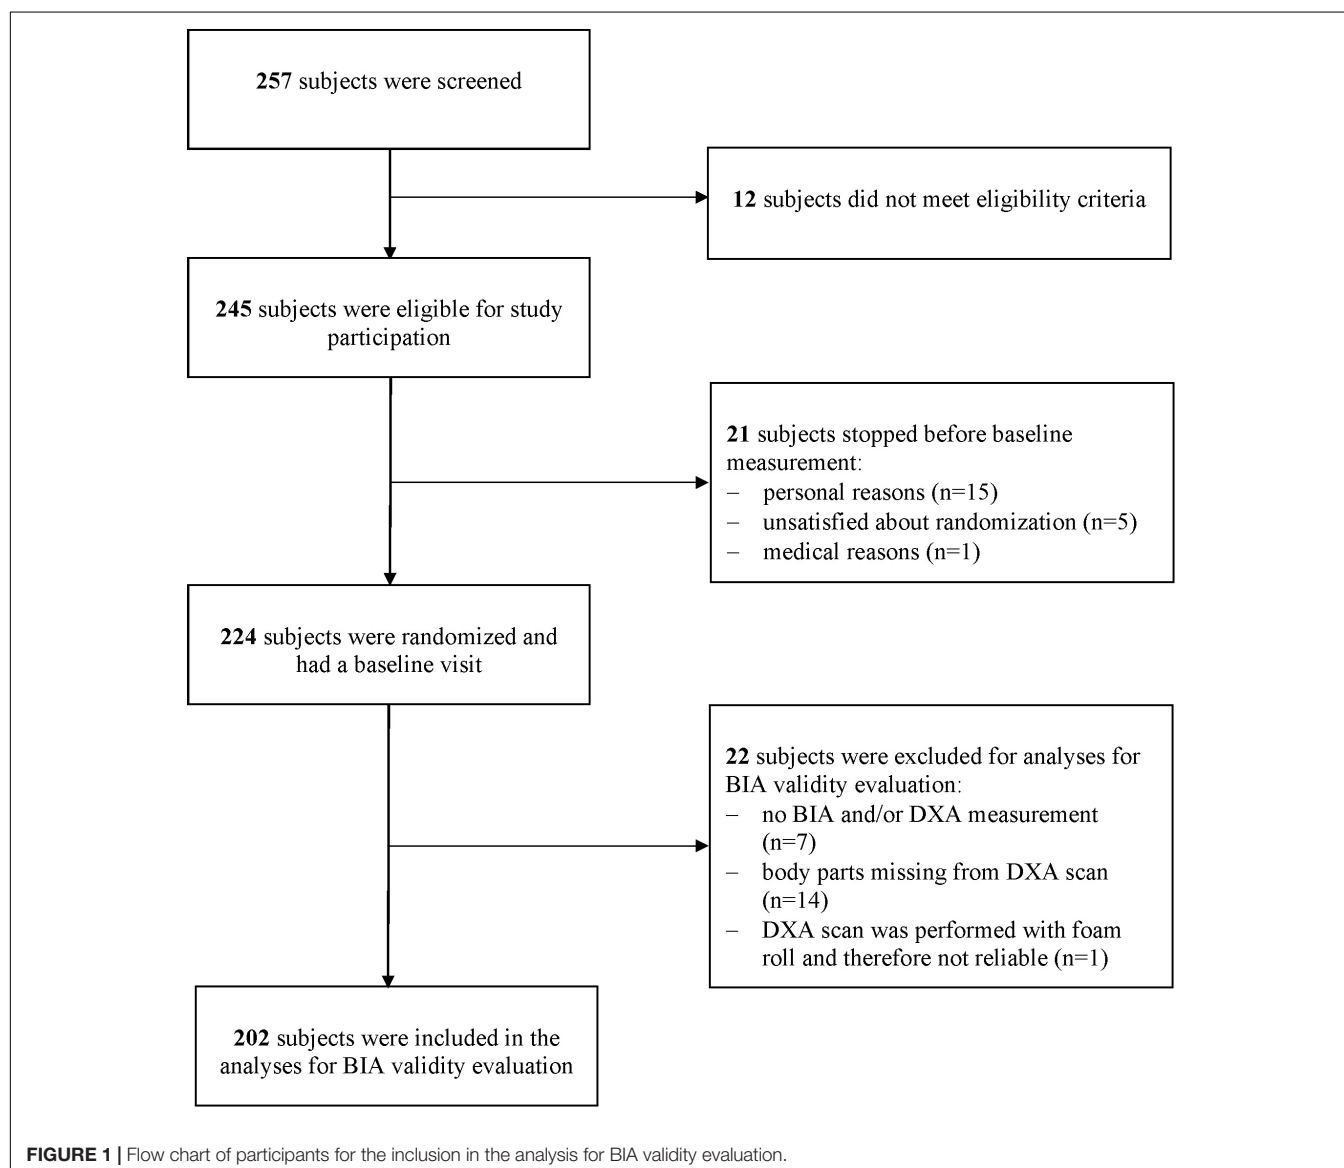 257 subjects were screened
12 subjects did not meet eligibility criteria
245 subjects were eligible for study
participation
21 subjects stopped before baseline
measurement:
– personal reasons (n=15)
– unsatisfied about randomization (n=5)
– medical reasons (n=1)
224 subjects were randomized and
had a baseline visit
22 subjects were excluded for analyses for
BIA validity evaluation:
– no BIA and/or DXA measurement
(n=7)
– body parts missing from DXA scan
(n=14)
– DXA scan was performed with foam
roll and therefore not reliable (n=1)
202 subjects were included in the
analyses for BIA validity evaluation
FIGURE 1 | Flow chart of participants for the inclusion in the analysis for BIA validity evaluation.